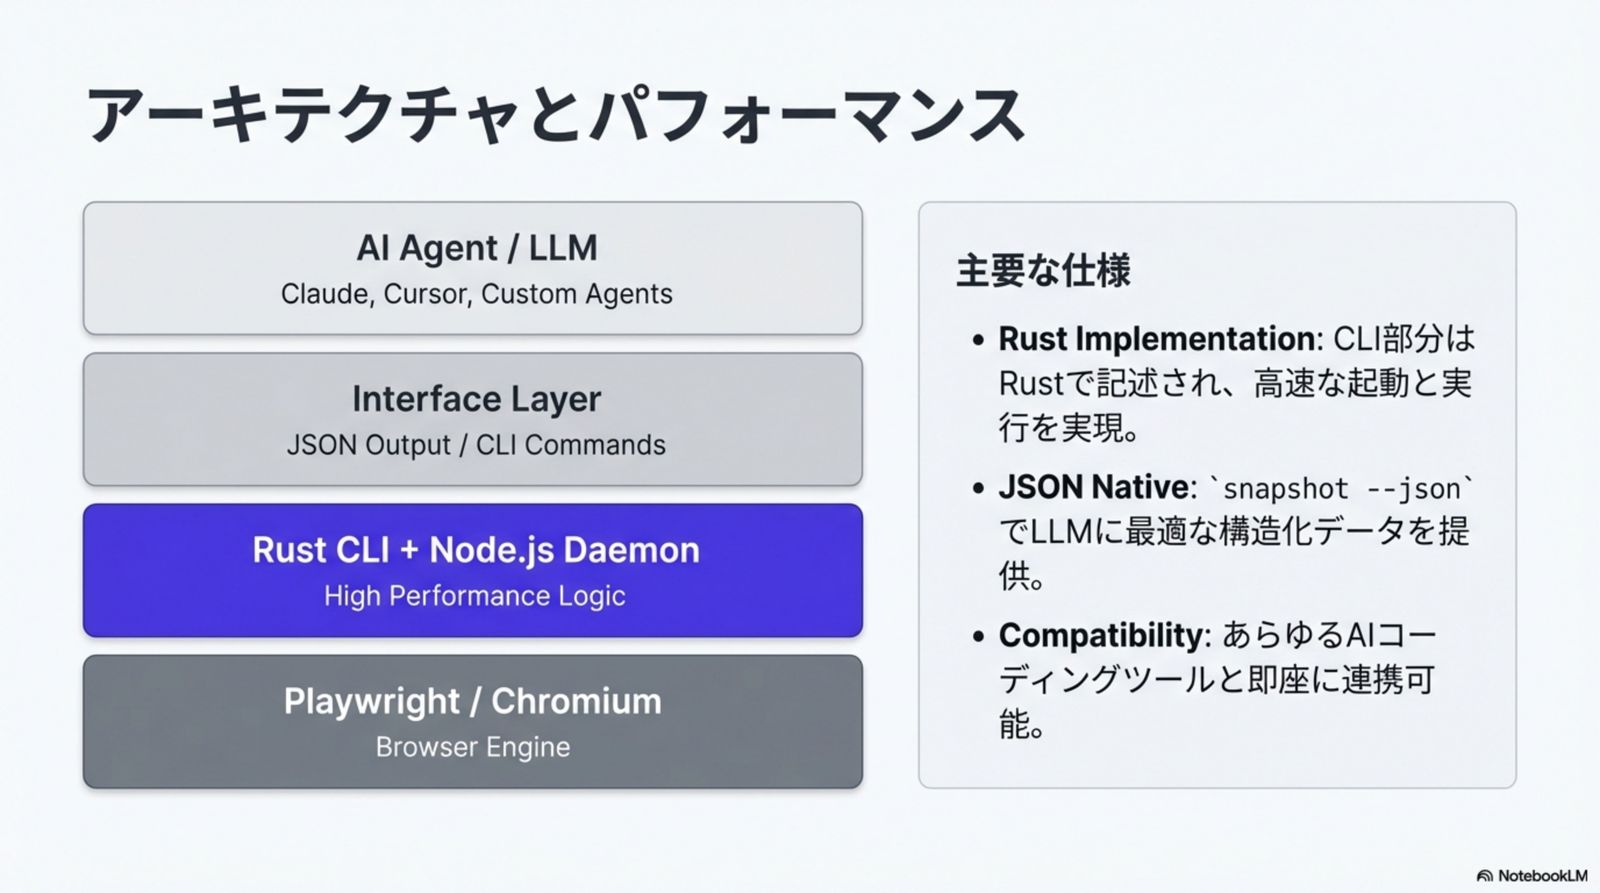 アーキテクチャとパフォーマンス
AI Agent / LLM
Claude, Cursor, Custom Agents
Interface Layer
JSON Output / CLI Commands
Rust CLI + Node.js Daemon
High Performance Logic
Playwright / Chromium
Browser Engine
主要な仕様
• Rust Implementation: CLI部分は
Rustで記述され、高速な起動と実
行を実現。
• JSON Native: `snapshot --json`
でLLMに最適な構造化データを提
供。
• Compatibility: あらゆるAIコー
ディングツールと即座に連携可
能。
NotebookLM